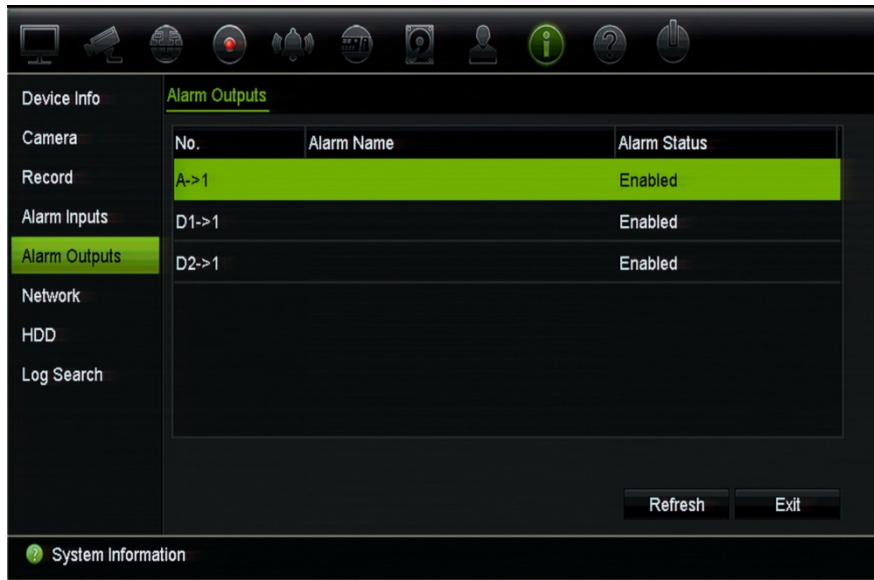 Device Info
Camera
Record
Alarm Inputs
Alarm Outputs
Network
HDD
Log Search
Alarm Outputs
No. Alarm Name Alarm Status
A->1 Enabled
D1->1 Enabled
D2->1 Enabled
Refresh Exit
System Information